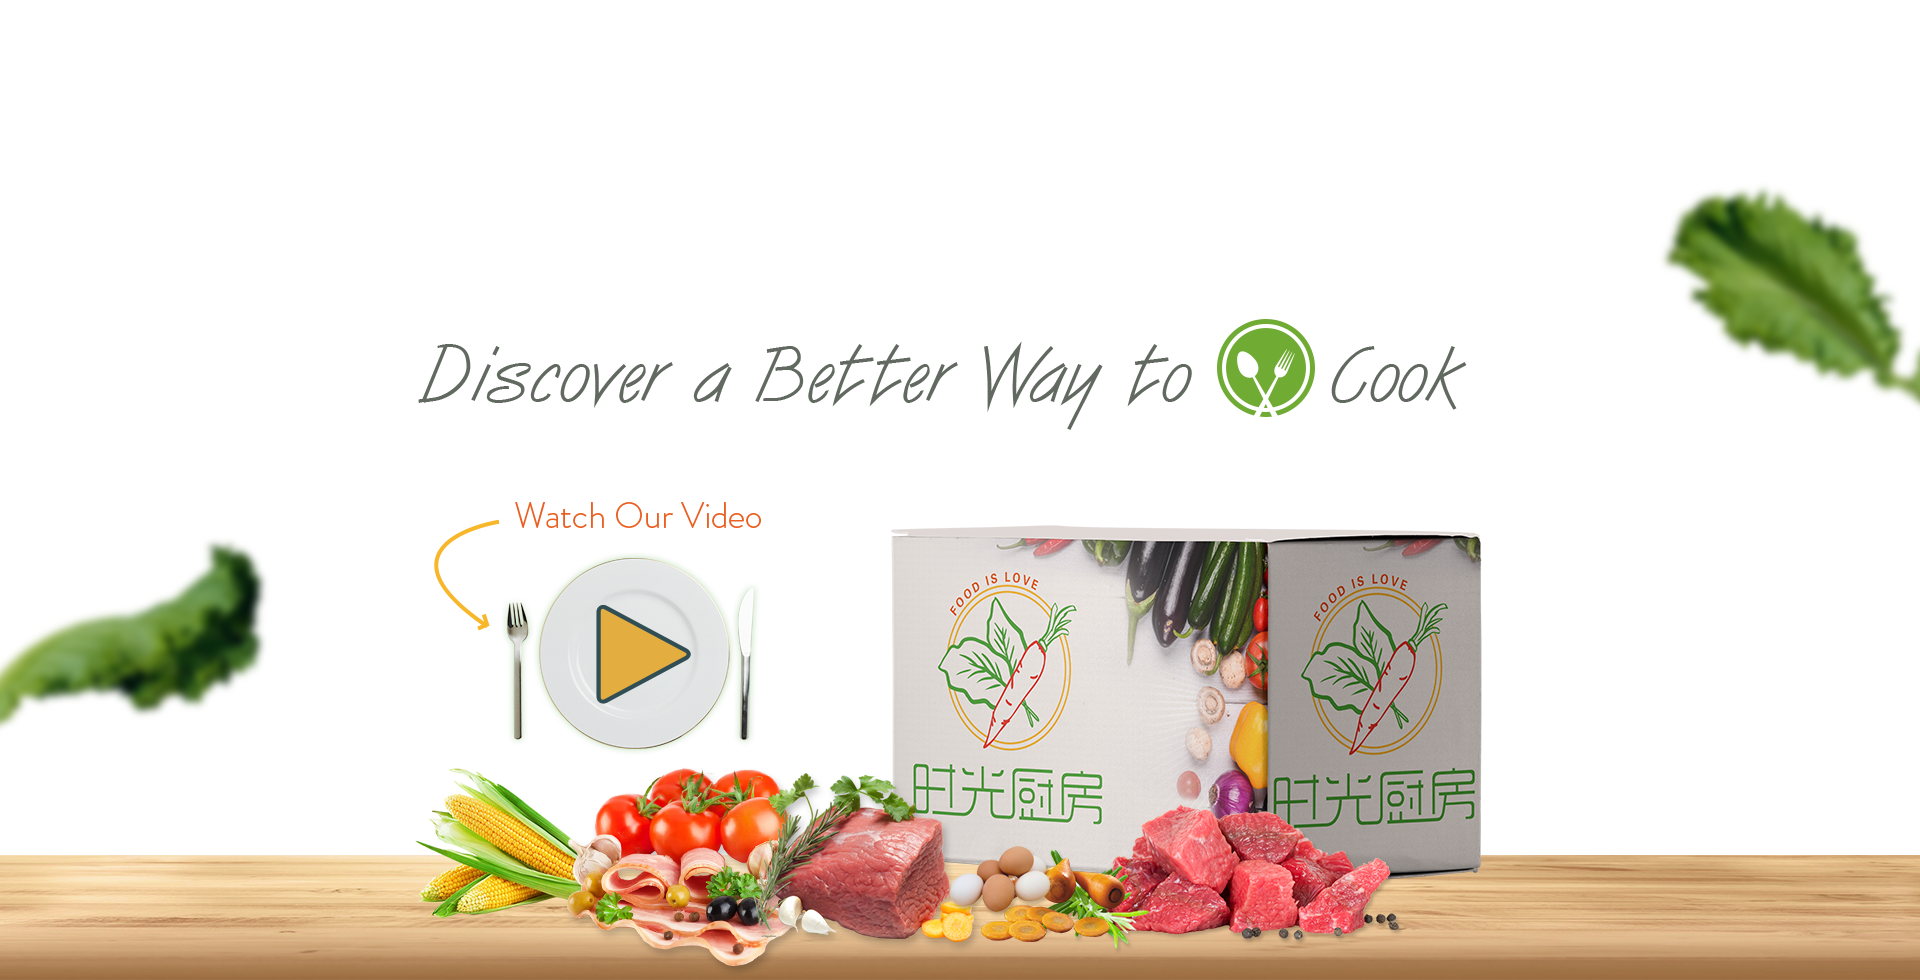 Discover a Better Way to Cook
Watch Our Video
FOOD IS LOVE
时光厨房
FOOD IS LOVE
时光厨房